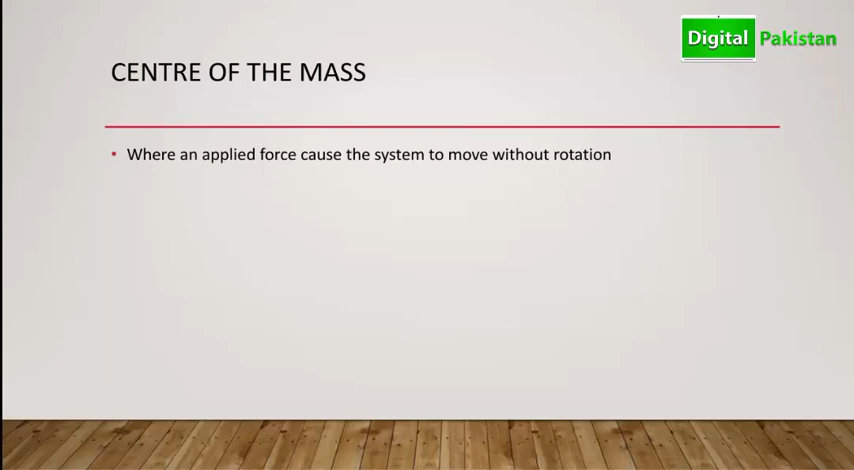 Digital Pakistan
CENTRE OF THE MASS
• Where an applied force cause the system to move without rotation